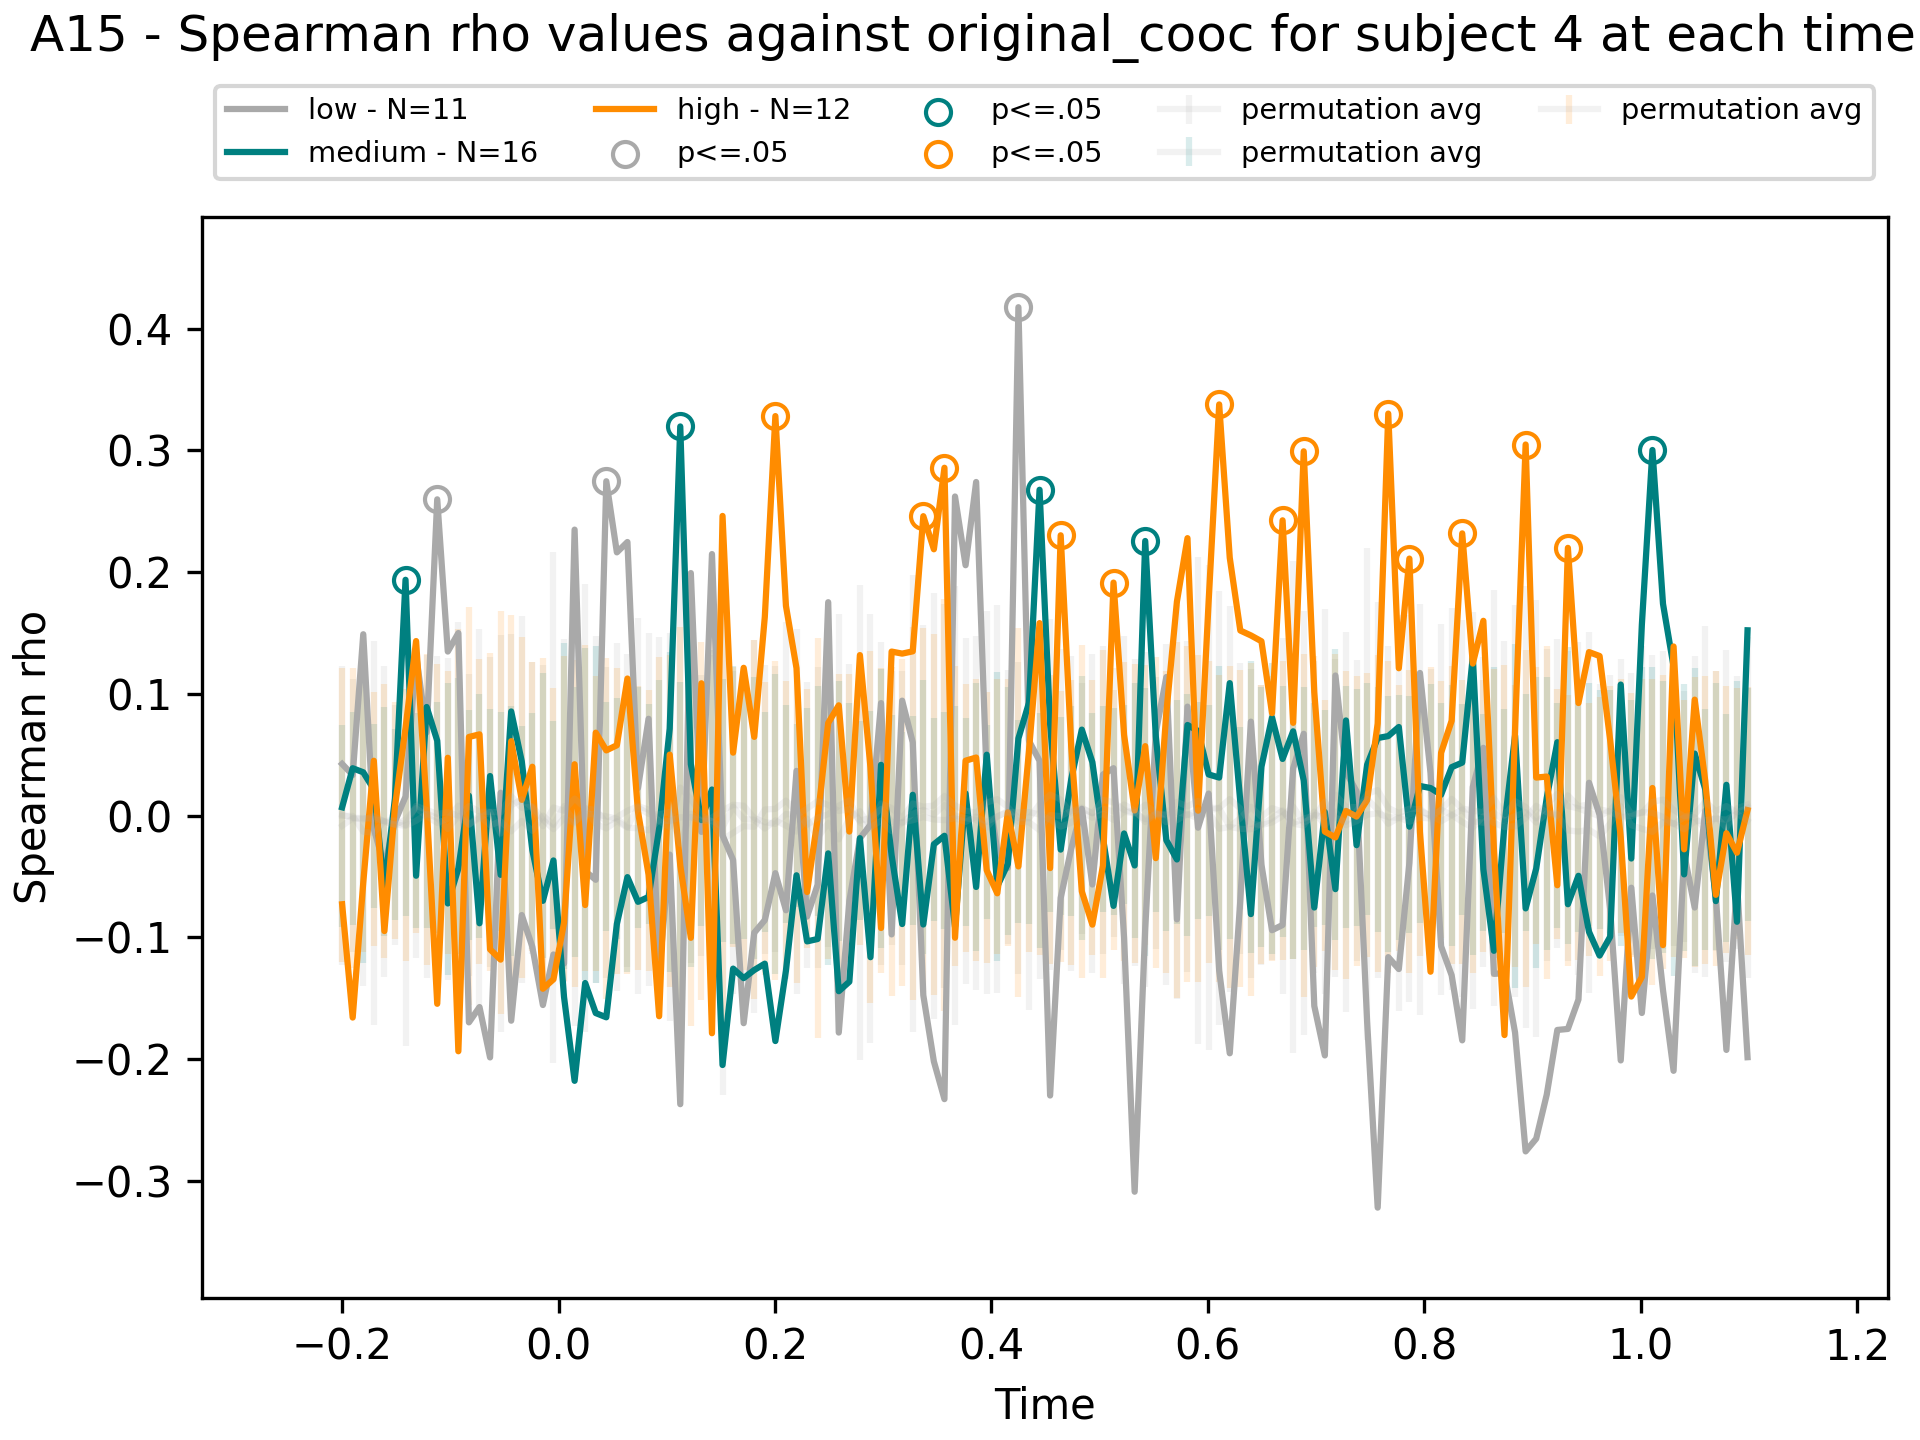 A15 - Spearman rho values against original_cooc for subject 4 at each time
low - N=11
medium - N=16
high - N=12
p<=.05
p<=.05
p<=.05
permutation avg
permutation avg
permutation avg
Spearman rho
0.4
0.3
0.2
0.1
0.0
−0.1
−0.2
−0.3
−0.2 0.0 0.2 0.4 0.6 0.8 1.0 1.2
Time